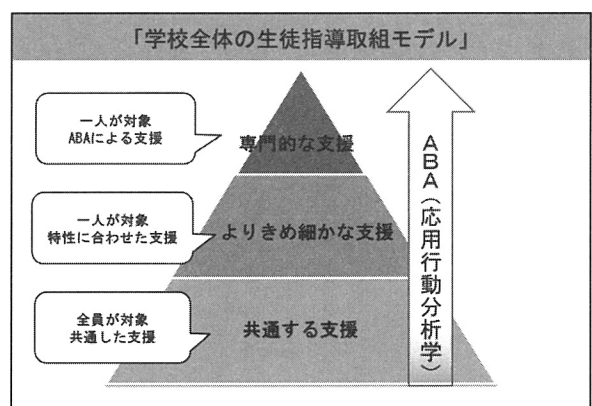 「学校全体の生徒指導取組モデル」
一人が対象
ABAによる支援
専門的な支援
一人が対象
特性に合わせた支援
よりきめ細かな支援
全員が対象
共通した支援
共通する支援
ABA(応用行動分析学)